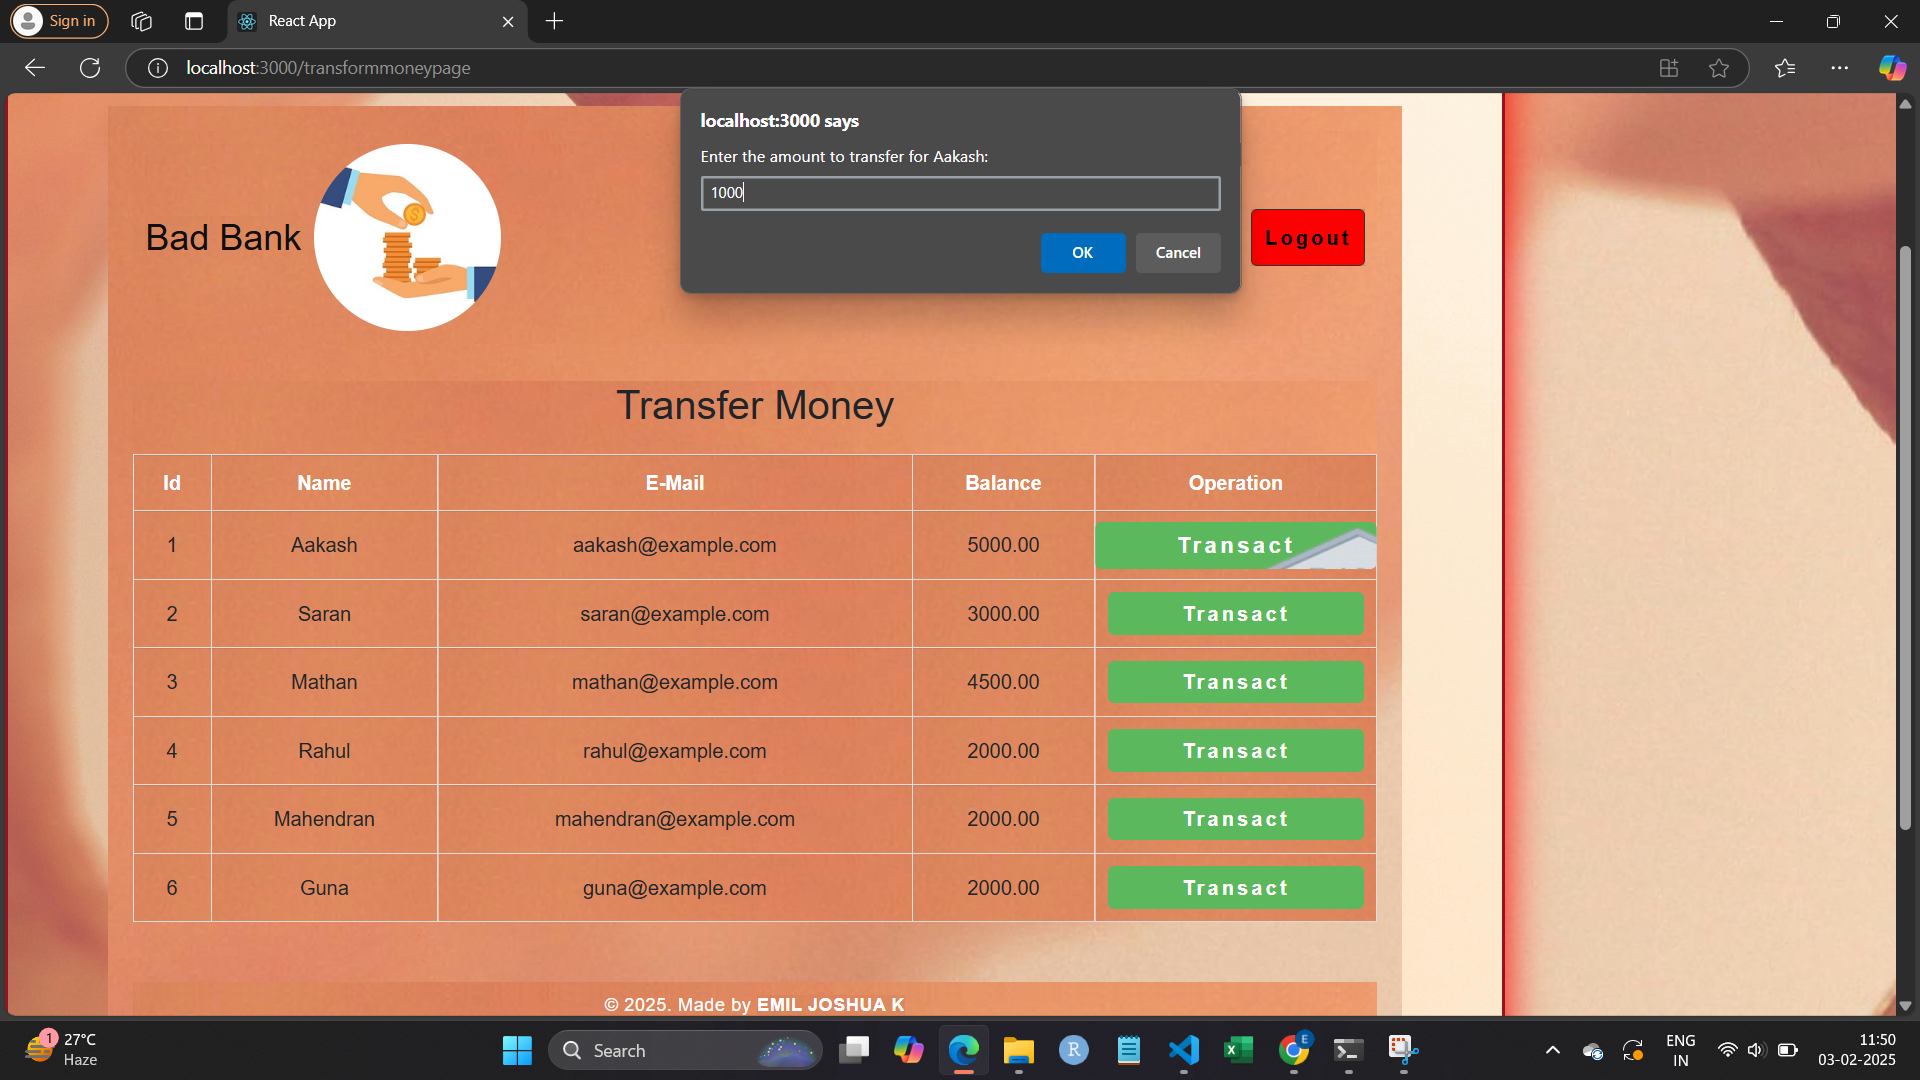 Sign in
React App
localhost:3000/transformmoneypage
localhost:3000 says
Enter the amount to transfer for Aakash:
1000
OK Cancel
Bad Bank
Logout
Transfer Money
Id Name E-Mail Balance Operation
1 Aakash aakash@example.com 5000.00 Transact
2 Saran saran@example.com 3000.00 Transact
3 Mathan mathan@example.com 4500.00 Transact
4 Rahul rahul@example.com 2000.00 Transact
5 Mahendran mahendran@example.com 2000.00 Transact
6 Guna guna@example.com 2000.00 Transact
© 2025. Made by EMIL JOSHUA K
1 27°C
Haze
Search
R
E
ENG
IN
11:50
03-02-2025